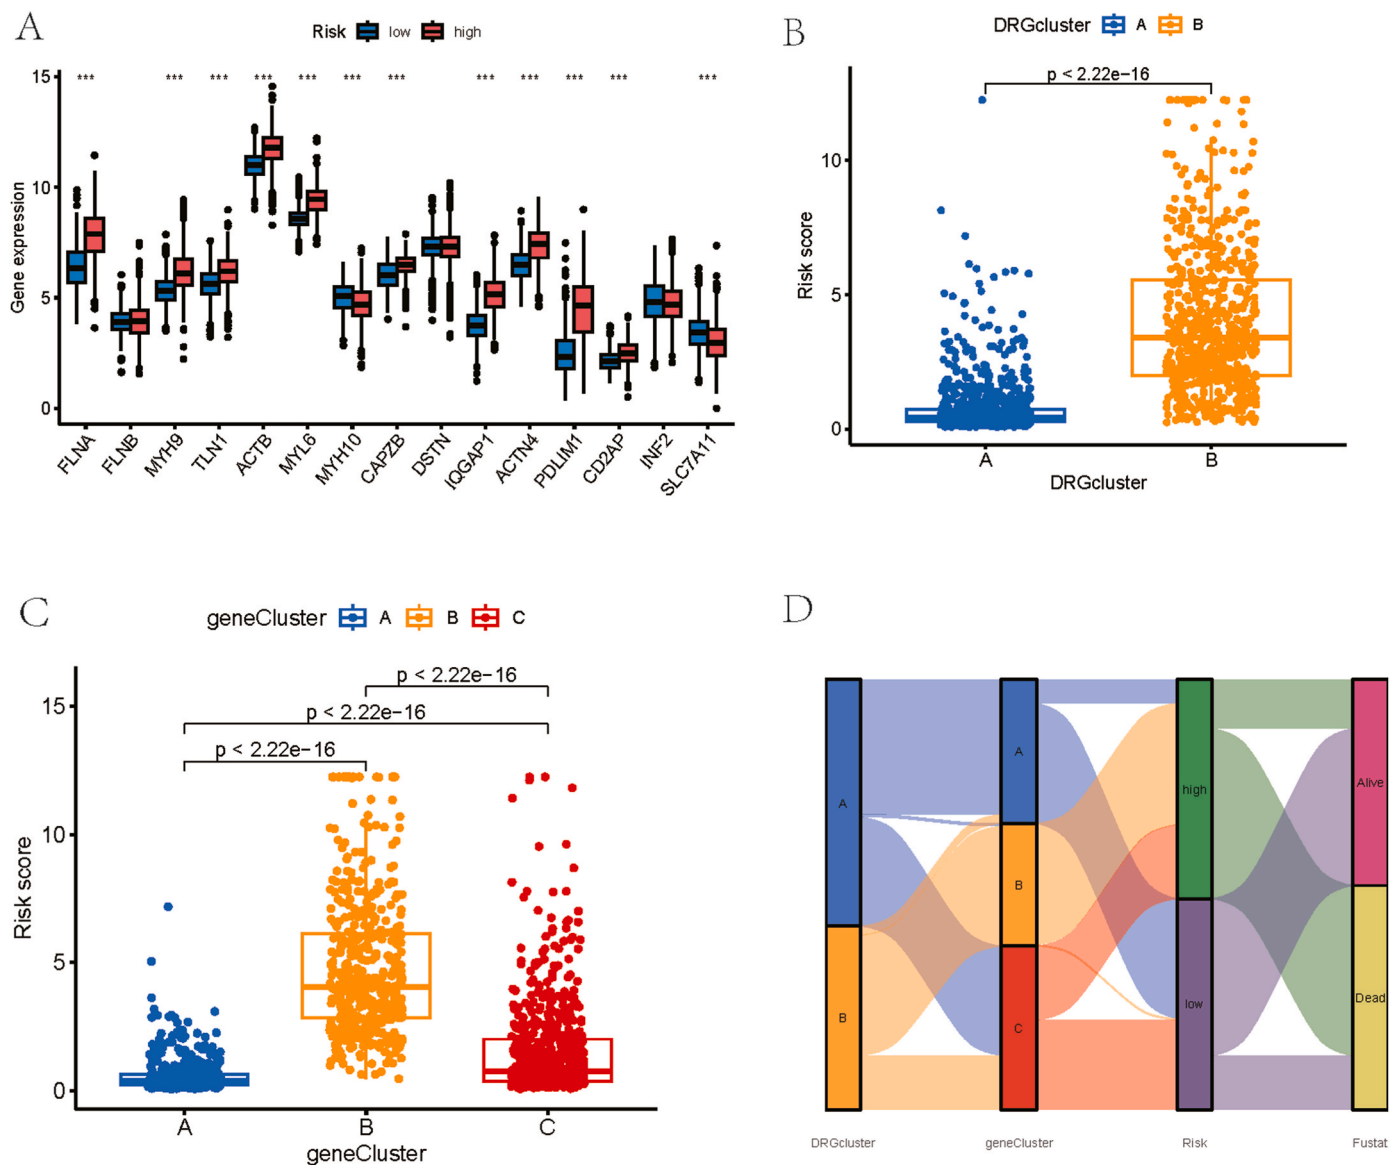 A
Risk low high
Gene expression
15
10
5
0
*** *** *** *** *** *** *** *** *** *** *** ***
FLNA FLNB MYH9 TLN1 ACTB MYL6 MYH10 CAPZB DSTN IQGAP1 ACTN4 PDLIM1 CD2AP INF2 SLC7A11
B
DRGcluster A B
p < 2.22e−16
Risk score
10
5
0
A B
DRGcluster
C
geneCluster A B C
p < 2.22e−16
p < 2.22e−16
p < 2.22e−16
Risk score
15
10
5
0
A B C
geneCluster
D
A
B
A
B
C
high
low
Alive
Dead
DRGcluster geneCluster Risk Fustat